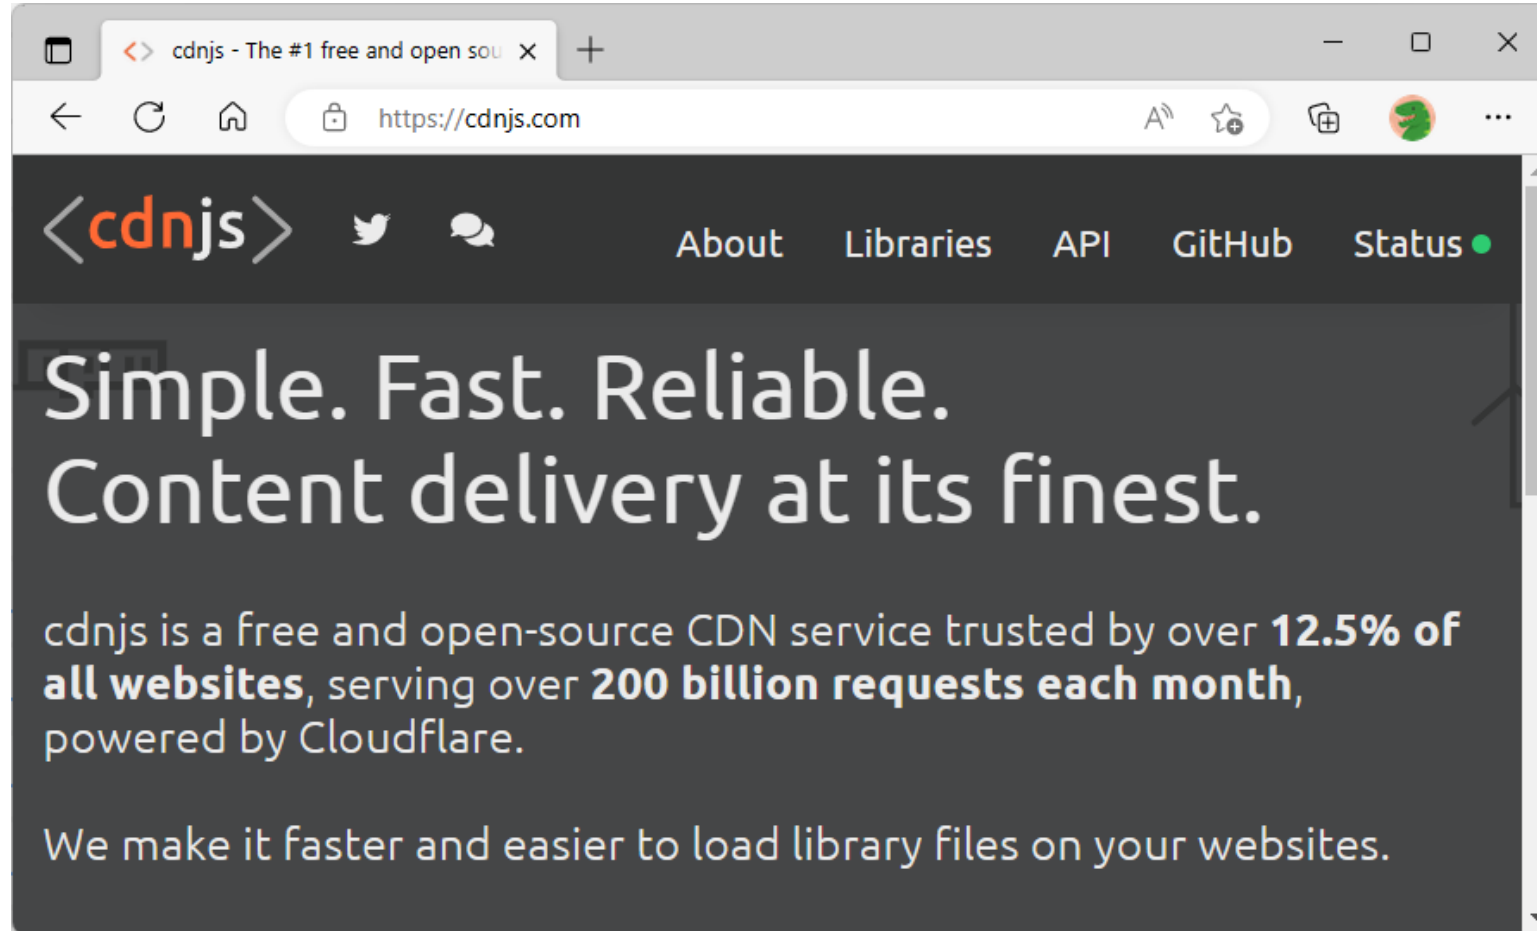 cdnjs - The #1 free and open sou
https://cdnjs.com
<cdnjs>
About Libraries API GitHub Status
Simple. Fast. Reliable.
Content delivery at its finest.
cdnjs is a free and open-source CDN service trusted by over 12.5% of
all websites, serving over 200 billion requests each month,
powered by Cloudflare.
We make it faster and easier to load library files on your websites.